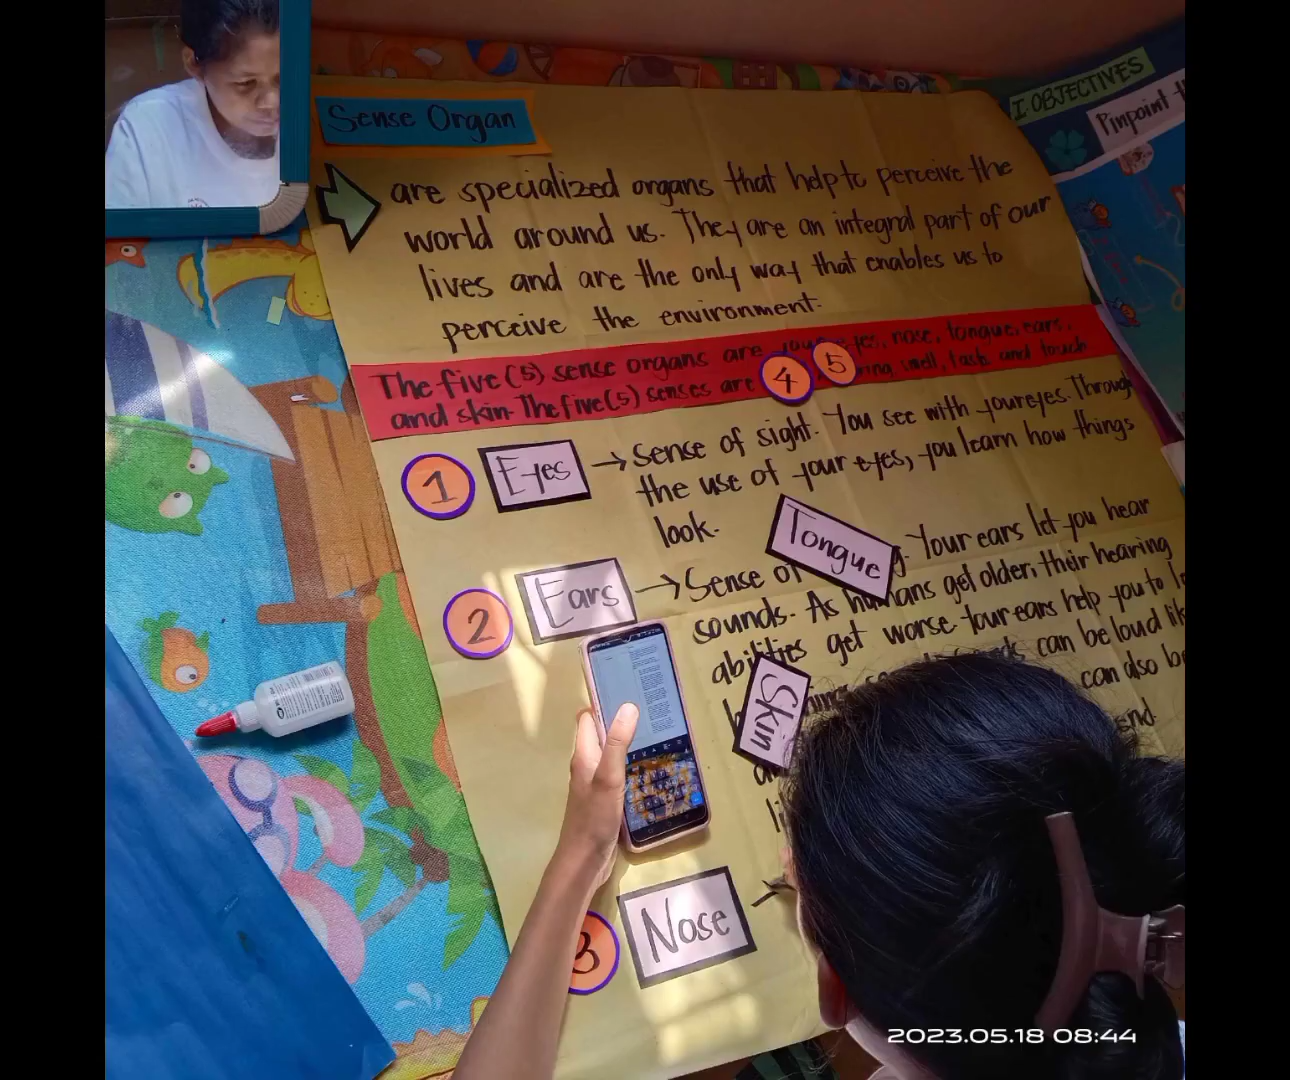 Sense Organ
I. OBJECTIVES
Pinpoint
are specialized organs that help to perceive the
world around us. They are an integral part of our
lives and are the only way that enables us to
perceive the environment.
The five (5) sense organs are your eyes, nose, tongue, ears,
and skin. The five (5) senses are smell, taste and touch
4
5
1
Eyes
Sense of sight. You see with your eyes. Through
the use of your eyes, you learn how things
look.
Tongue
2
Ears
Sense of Your ears let you hear
sounds. As humans get older, their hearing
abilities get worse. Your ears help you to
can be loud
can also be
Skin
3
Nose
2023.05.18 08:44